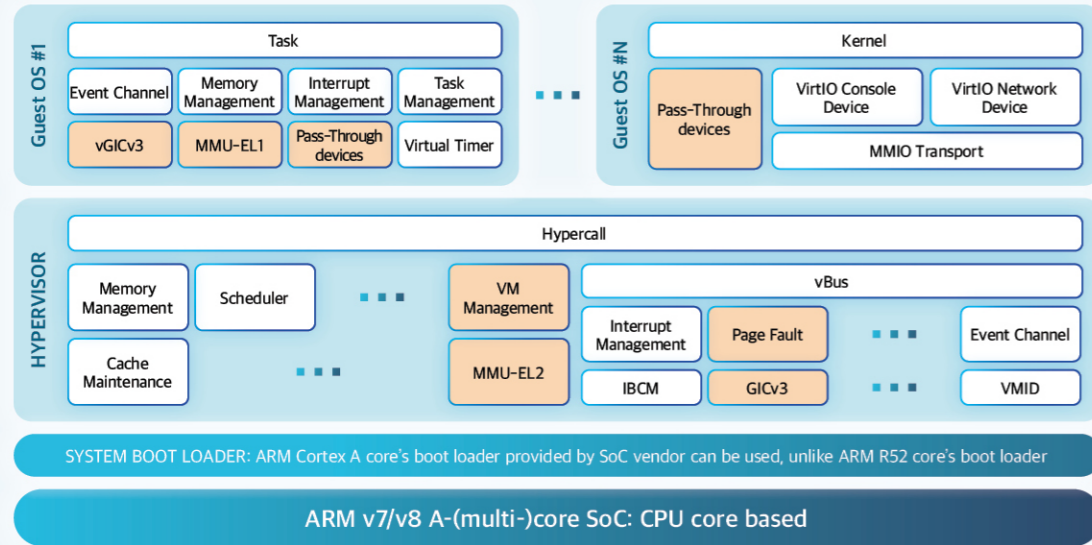 Guest OS #1
Task
Event Channel
Memory
Management
Interrupt
Management
Task
Management
vGICv3
MMU-EL1
Pass-Through
devices
Virtual Timer
Guest OS #N
Kernel
Pass-Through
devices
VirtIO Console
Device
VirtIO Network
Device
MMIO Transport
HYPERVISOR
Hypercall
Memory
Management
Scheduler
VM
Management
vBus
Interrupt
Management
Page Fault
Event Channel
Cache
Maintenance
MMU-EL2
IBCM
GICv3
VMID
SYSTEM BOOT LOADER: ARM Cortex A core's boot loader provided by SoC vendor can be used, unlike ARM R52 core's boot loader
ARM v7/v8 A-(multi-)core SoC: CPU core based